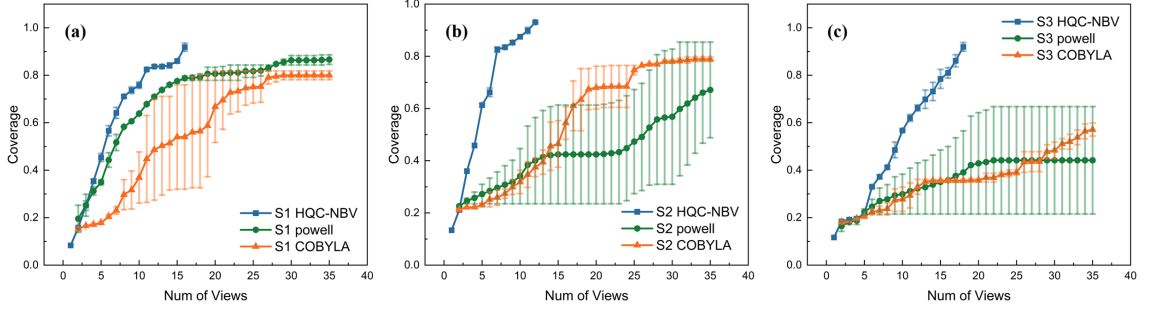 (a)
Coverage
1.0
0.8
0.6
0.4
0.2
0.0
S1 HQC-NBV
S1 powell
S1 COBYLA
0 5 10 15 20 25 30 35 40
Num of Views
(b)
Coverage
1.0
0.8
0.6
0.4
0.2
0.0
S2 HQC-NBV
S2 powell
S2 COBYLA
0 5 10 15 20 25 30 35 40
Num of Views
(c)
Coverage
1.0
0.8
0.6
0.4
0.2
0.0
S3 HQC-NBV
S3 powell
S3 COBYLA
0 5 10 15 20 25 30 35 40
Num of Views